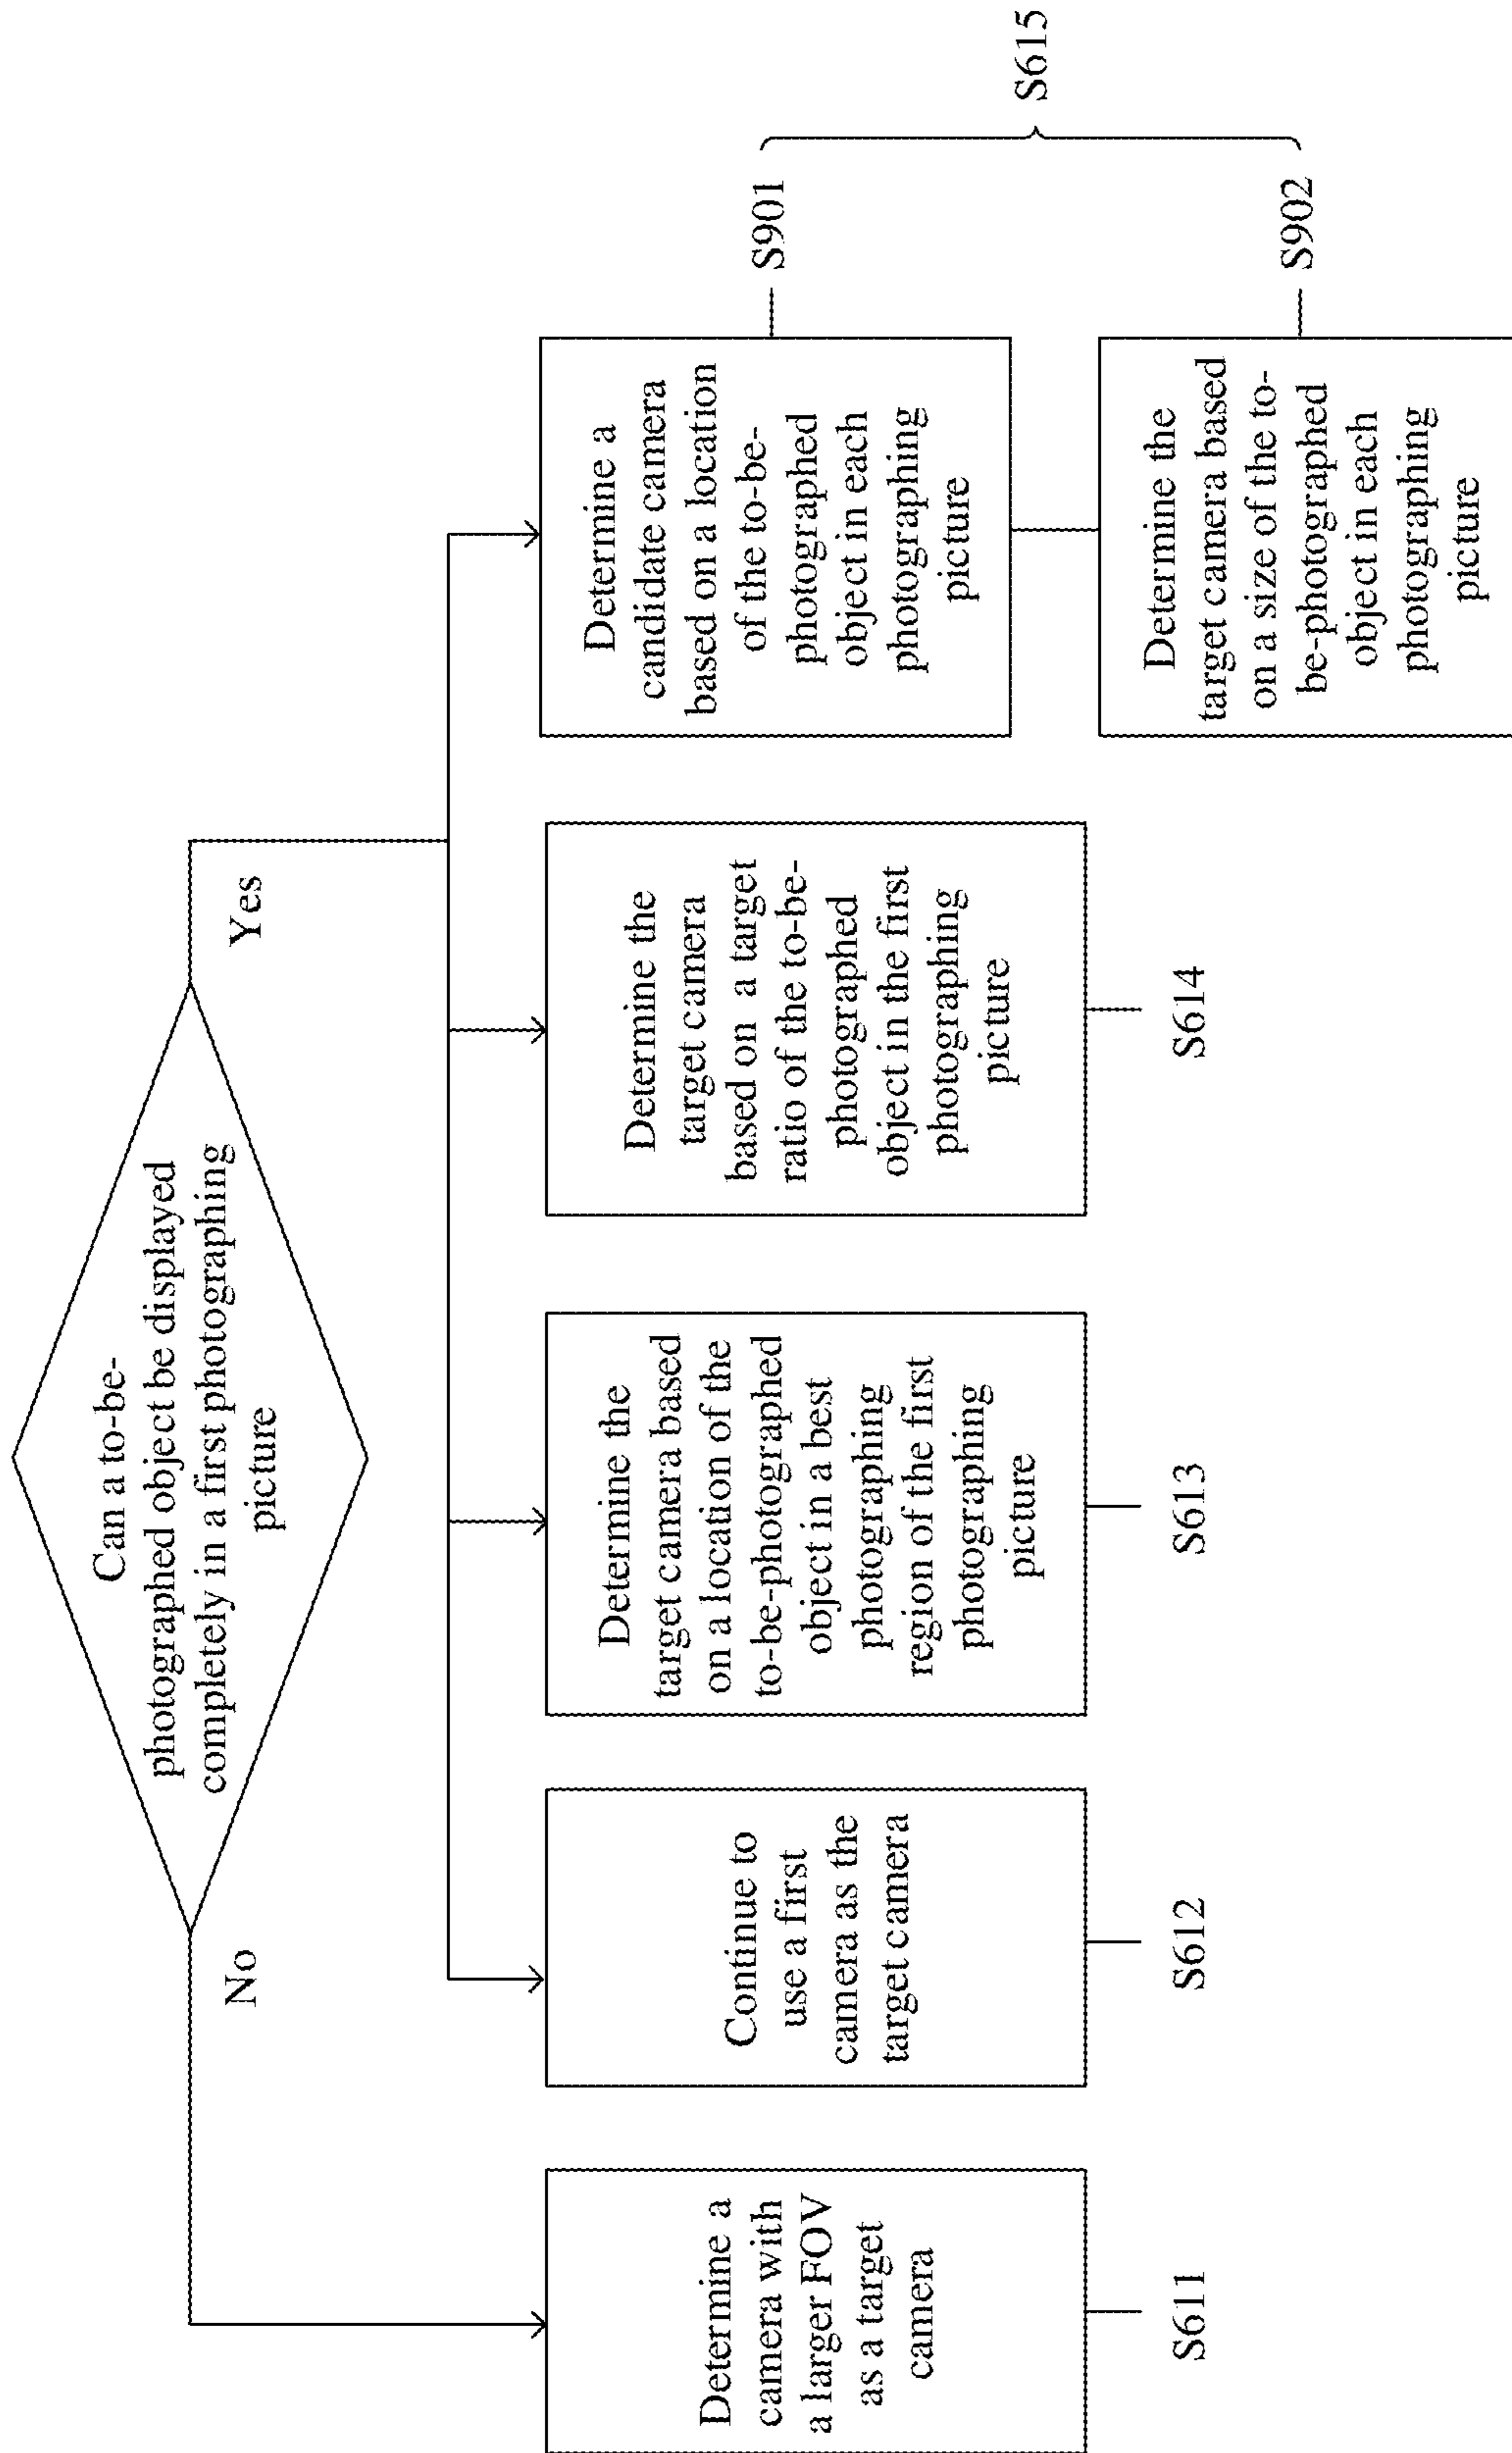 Can a to-be-
photographed object be displayed
completely in a first photographing
picture
No
Yes
Determine a
camera with
a larger FOV
as a target
camera
S611
Continue to
use a first
camera as the
target camera
S612
Determine the
target camera based
on a location of the
to-be-photographed
object in a best
photographing
region of the first
photographing
picture
S613
Determine the
target camera
based on a target
ratio of the to-be-
photographed
object in the first
photographing
picture
S614
Determine a
candidate camera
based on a location
of the to-be-
photographed
object in each
photographing
picture
S901
Determine the
target camera based
on a size of the to-
be-photographed
object in each
photographing
picture
S902
S615